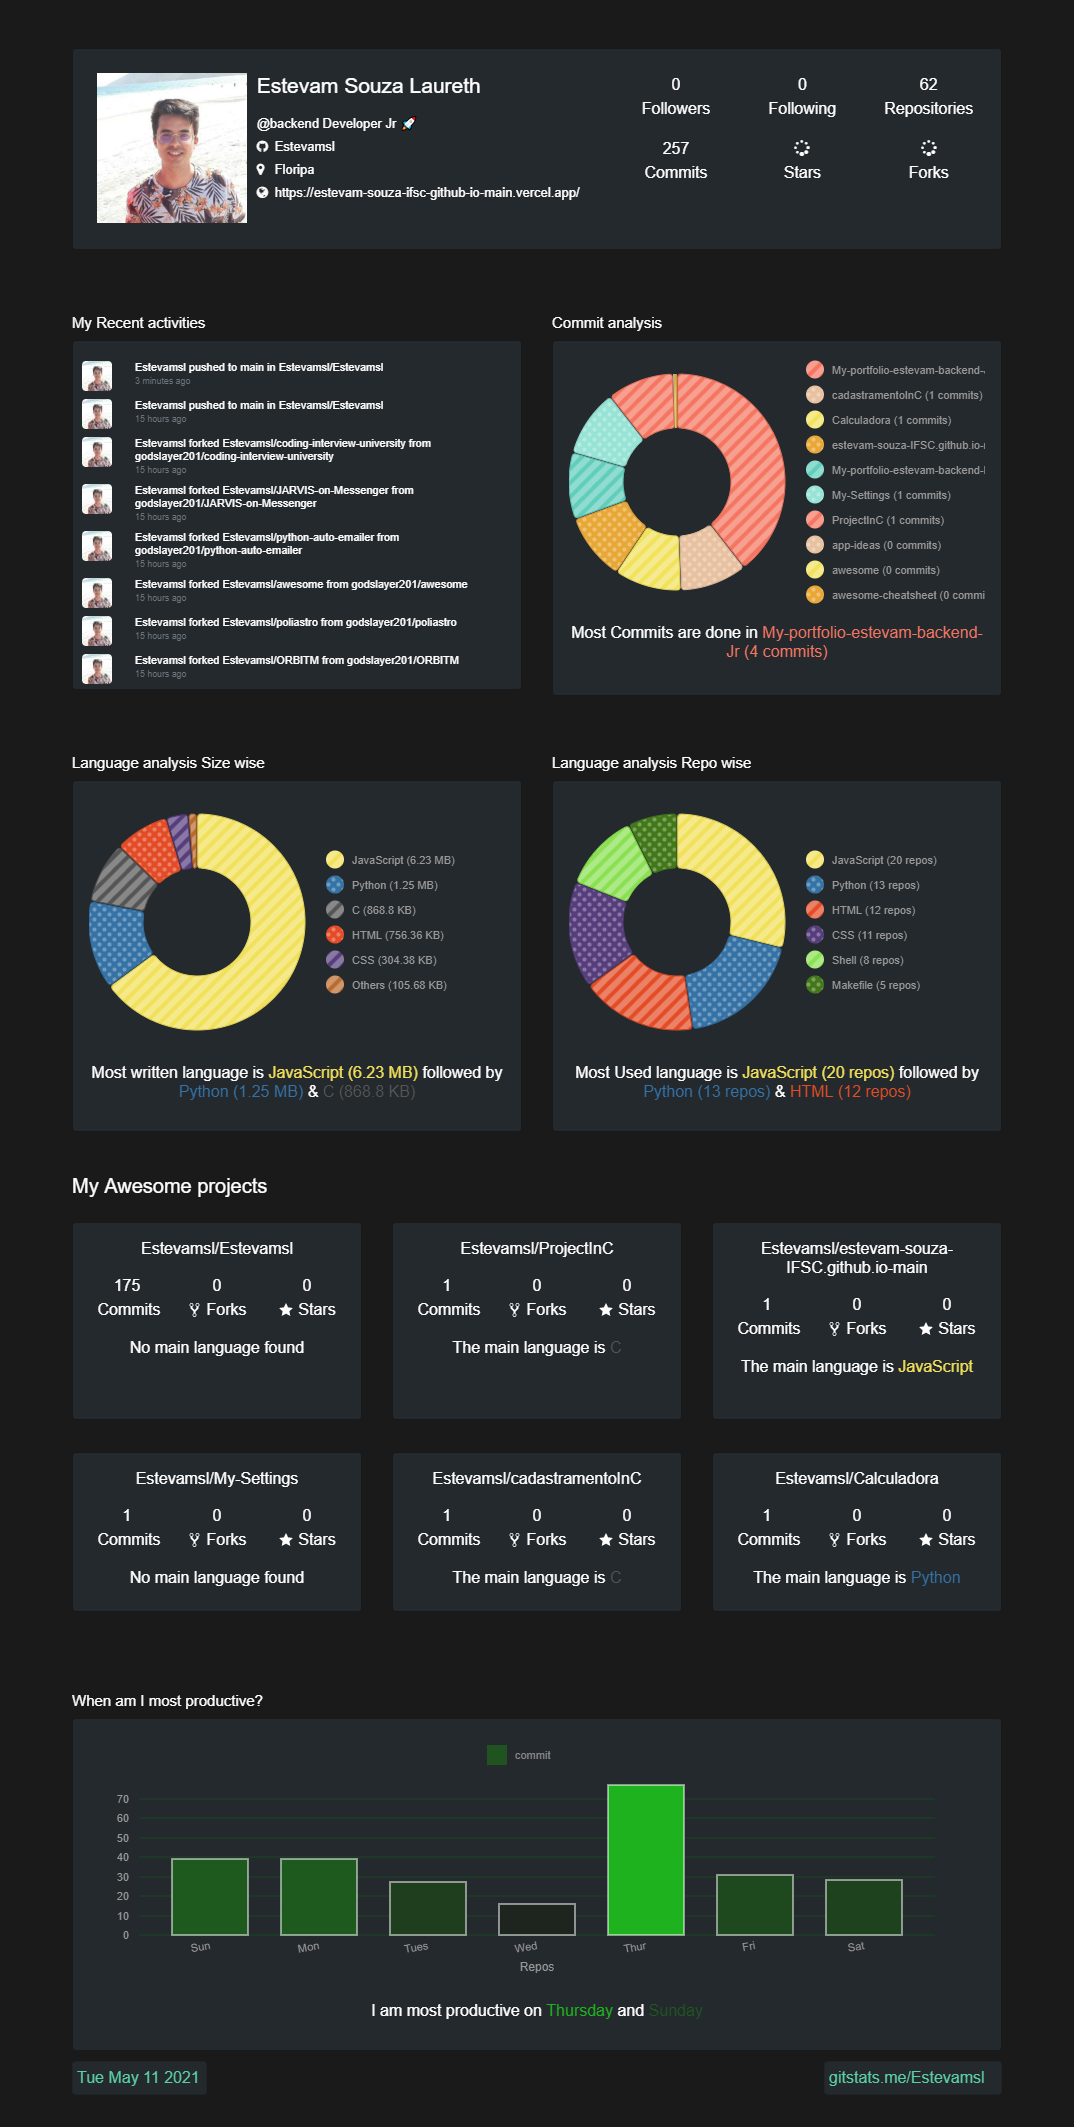 Estevam Souza Laureth
@backend Developer Jr 🚀
Estevamsl
Floripa
https://estevam-souza-ifsc-github-io-main.vercel.app/
0
Followers
0
Following
62
Repositories
257
Commits
Stars
Forks
My Recent activities
Estevamsl pushed to main in Estevamsl/Estevamsl
3 minutes ago
Estevamsl pushed to main in Estevamsl/Estevamsl
15 hours ago
Estevamsl forked Estevamsl/coding-interview-university from
godslayer201/coding-interview-university
15 hours ago
Estevamsl forked Estevamsl/JARVIS-on-Messenger from
godslayer201/JARVIS-on-Messenger
15 hours ago
Estevamsl forked Estevamsl/python-auto-emailer from
godslayer201/python-auto-emailer
15 hours ago
Estevamsl forked Estevamsl/awesome from godslayer201/awesome
15 hours ago
Estevamsl forked Estevamsl/poliastro from godslayer201/poliastro
15 hours ago
Estevamsl forked Estevamsl/ORBITM from godslayer201/ORBITM
15 hours ago
Commit analysis
My-portfolio-estevam-backend-
cadastramentoInC (1 commits)
Calculadora (1 commits)
estevam-souza-IFSC.github.io-
My-portfolio-estevam-backend-
My-Settings (1 commits)
ProjectInC (1 commits)
app-ideas (0 commits)
awesome (0 commits)
awesome-cheatsheet (0 commi
Most Commits are done in My-portfolio-estevam-backend-
Jr (4 commits)
Language analysis Size wise
JavaScript (6.23 MB)
Python (1.25 MB)
C (868.8 KB)
HTML (756.36 KB)
CSS (304.38 KB)
Others (105.68 KB)
Most written language is JavaScript (6.23 MB) followed by
Python (1.25 MB) & C (868.8 KB)
Language analysis Repo wise
JavaScript (20 repos)
Python (13 repos)
HTML (12 repos)
CSS (11 repos)
Shell (8 repos)
Makefile (5 repos)
Most Used language is JavaScript (20 repos) followed by
Python (13 repos) & HTML (12 repos)
My Awesome projects
Estevamsl/Estevamsl
175 0 0
Commits Forks Stars
No main language found
Estevamsl/ProjectInC
1 0 0
Commits Forks Stars
The main language is C
Estevamsl/estevam-souza-
IFSC.github.io-main
1 0 0
Commits Forks Stars
The main language is JavaScript
Estevamsl/My-Settings
1 0 0
Commits Forks Stars
No main language found
Estevamsl/cadastramentoInC
1 0 0
Commits Forks Stars
The main language is C
Estevamsl/Calculadora
1 0 0
Commits Forks Stars
The main language is Python
When am I most productive?
commit
70
60
50
40
30
20
10
0
Sun Mon Tues Wed Thur Fri Sat
Repos
I am most productive on Thursday and Sunday
Tue May 11 2021
gitstats.me/Estevamsl